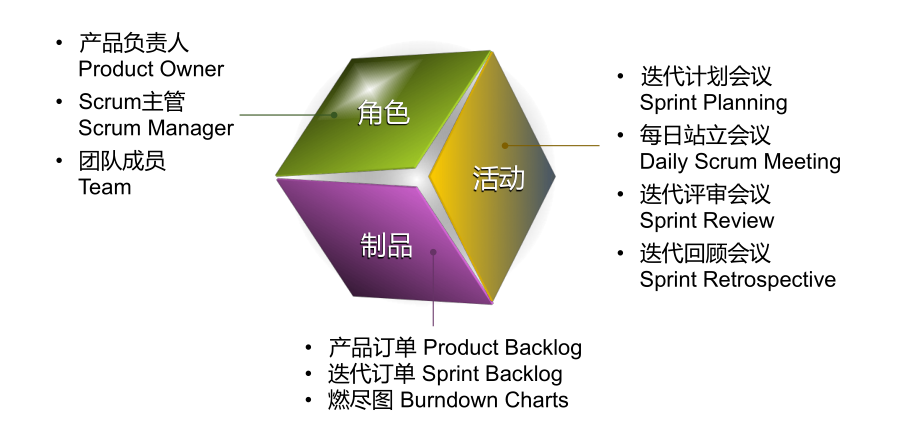 • 产品负责人
Product Owner
• Scrum主管
Scrum Manager
• 团队成员
Team
角色
活动
制品
• 迭代计划会议
Sprint Planning
• 每日站立会议
Daily Scrum Meeting
• 迭代评审会议
Sprint Review
• 迭代回顾会议
Sprint Retrospective
• 产品订单 Product Backlog
• 迭代订单 Sprint Backlog
• 燃尽图 Burndown Charts